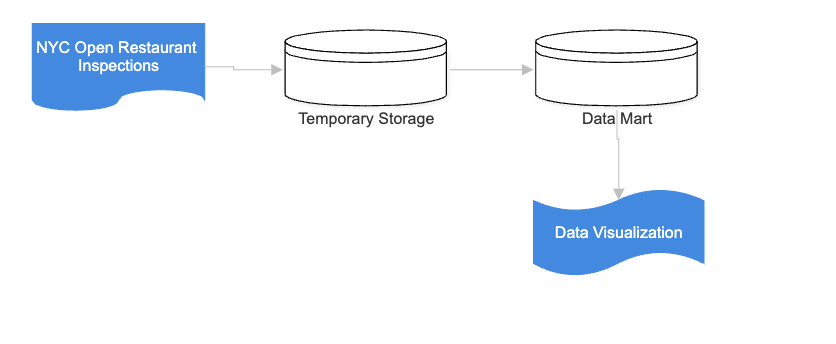 NYC Open Restaurant
Inspections
Temporary Storage
Data Mart
Data Visualization